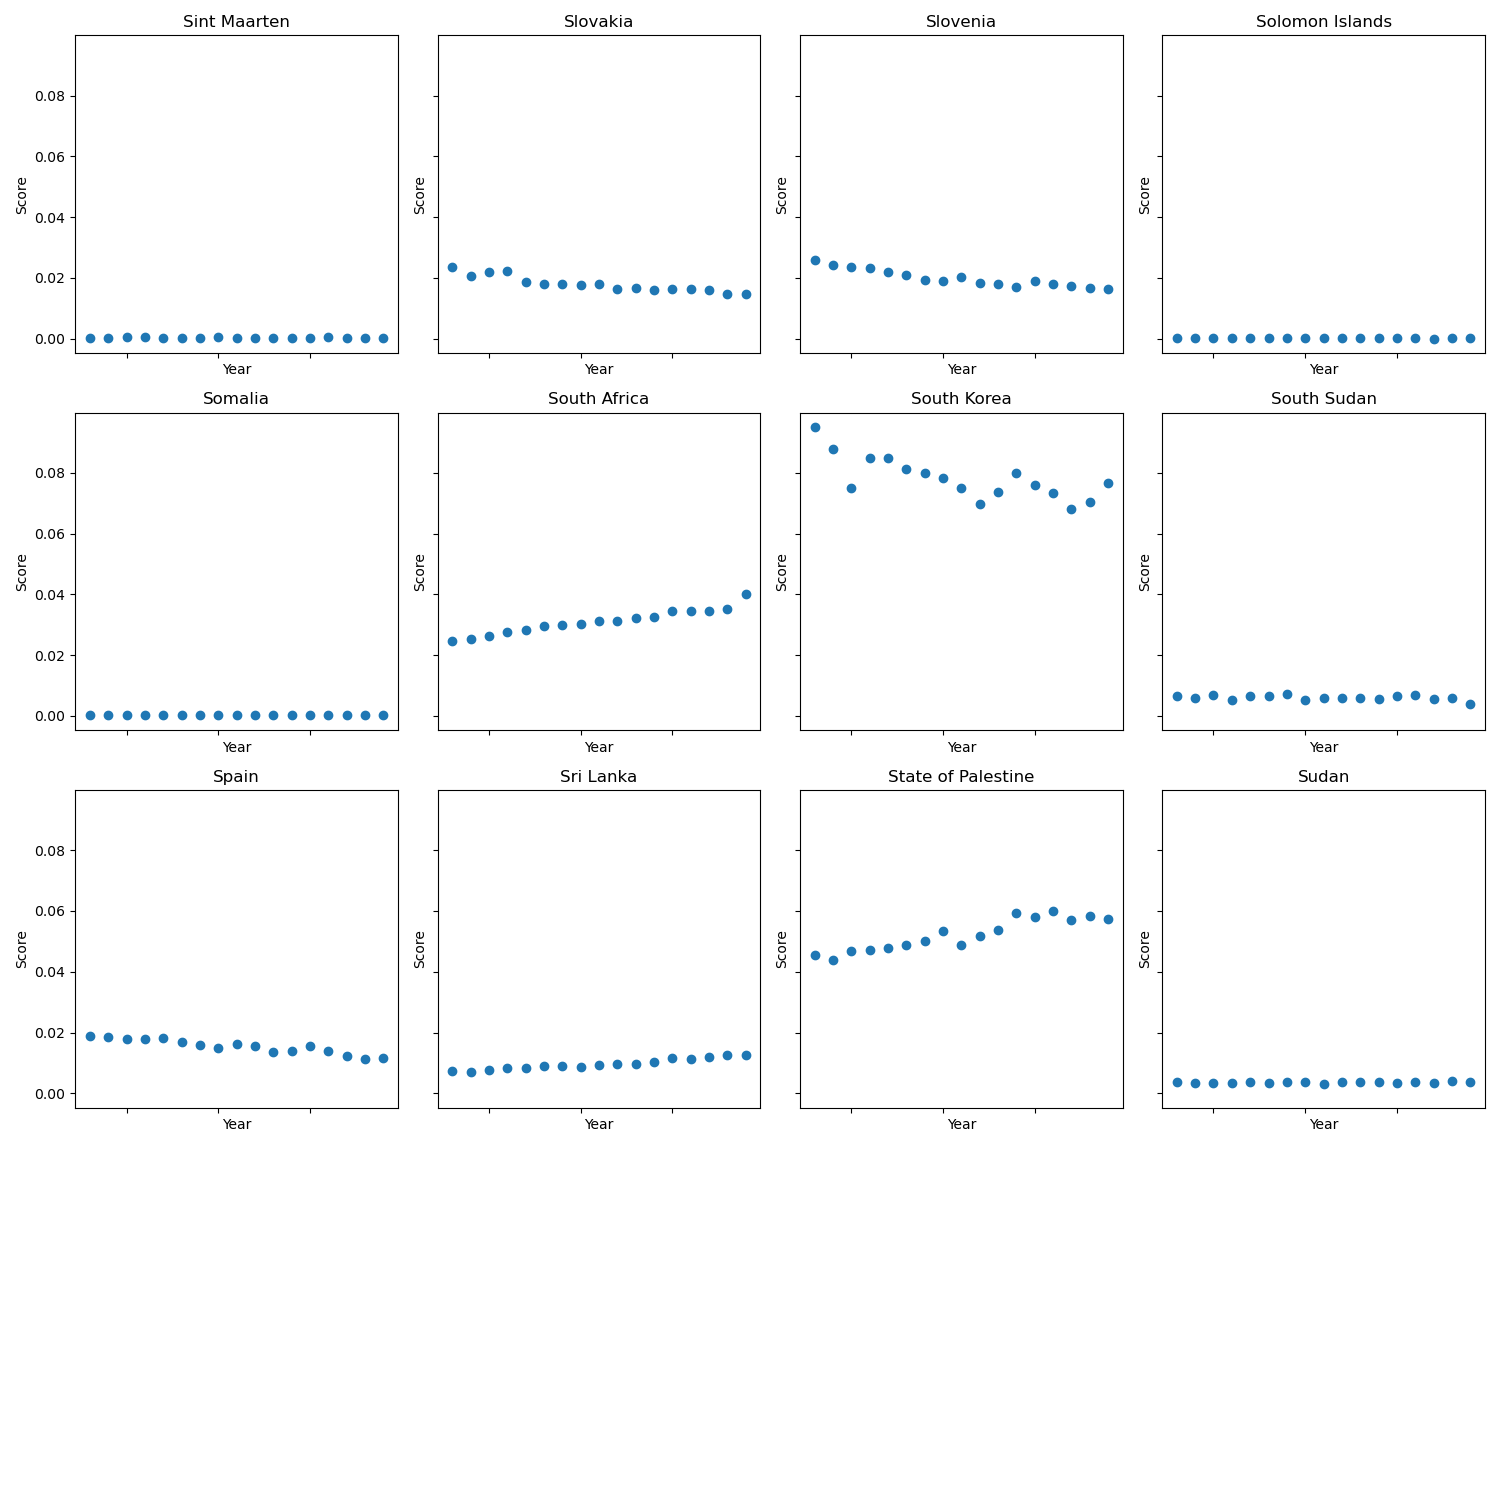 Sint Maarten
Slovakia
Slovenia
Solomon Islands
0.08
0.06
0.04
0.02
0.00
Score
Score
Score
Score
Year
Year
Year
Year
Somalia
South Africa
South Korea
South Sudan
0.08
0.06
0.04
0.02
0.00
Score
Score
Score
Score
Year
Year
Year
Year
Spain
Sri Lanka
State of Palestine
Sudan
0.08
0.06
0.04
0.02
0.00
Score
Score
Score
Score
Year
Year
Year
Year